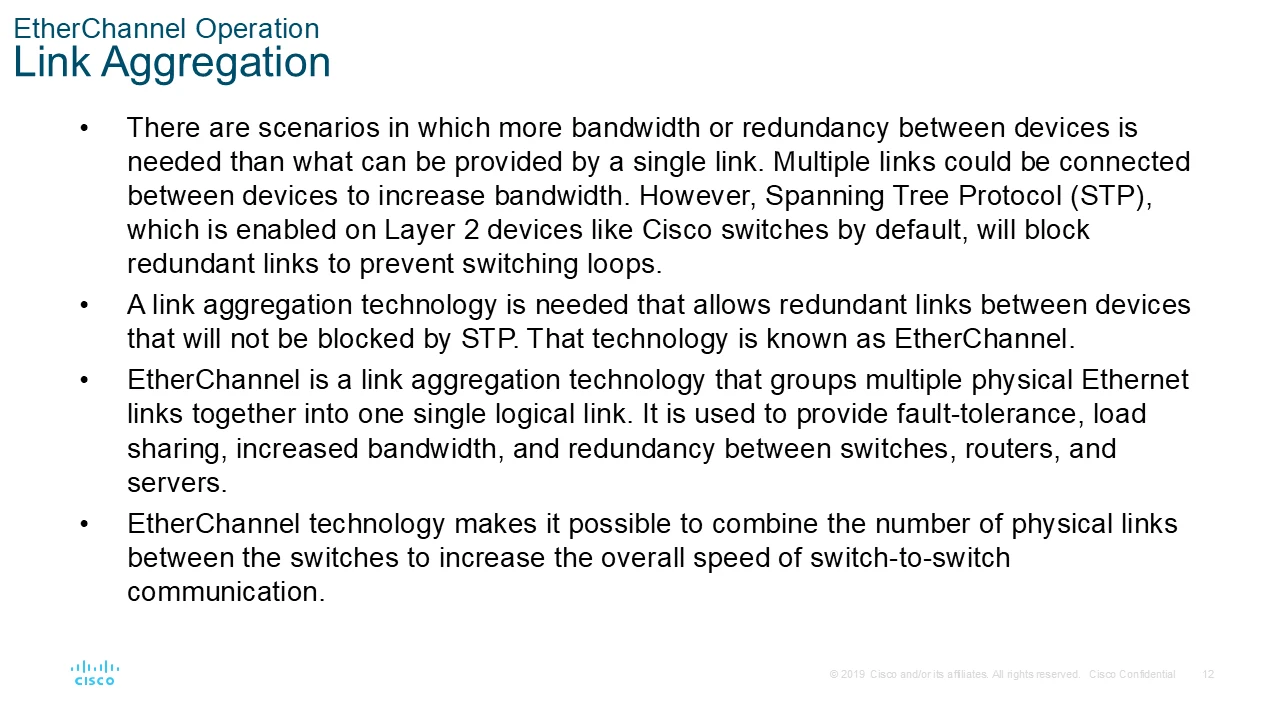 EtherChannel Operation
Link Aggregation
• There are scenarios in which more bandwidth or redundancy between devices is
needed than what can be provided by a single link. Multiple links could be connected
between devices to increase bandwidth. However, Spanning Tree Protocol (STP),
which is enabled on Layer 2 devices like Cisco switches by default, will block
redundant links to prevent switching loops.
• A link aggregation technology is needed that allows redundant links between devices
that will not be blocked by STP. That technology is known as EtherChannel.
• EtherChannel is a link aggregation technology that groups multiple physical Ethernet
links together into one single logical link. It is used to provide fault-tolerance, load
sharing, increased bandwidth, and redundancy between switches, routers, and
servers.
• EtherChannel technology makes it possible to combine the number of physical links
between the switches to increase the overall speed of switch-to-switch
communication.
CISCO
© 2019 Cisco and/or its affiliates. All rights reserved. Cisco Confidential 12